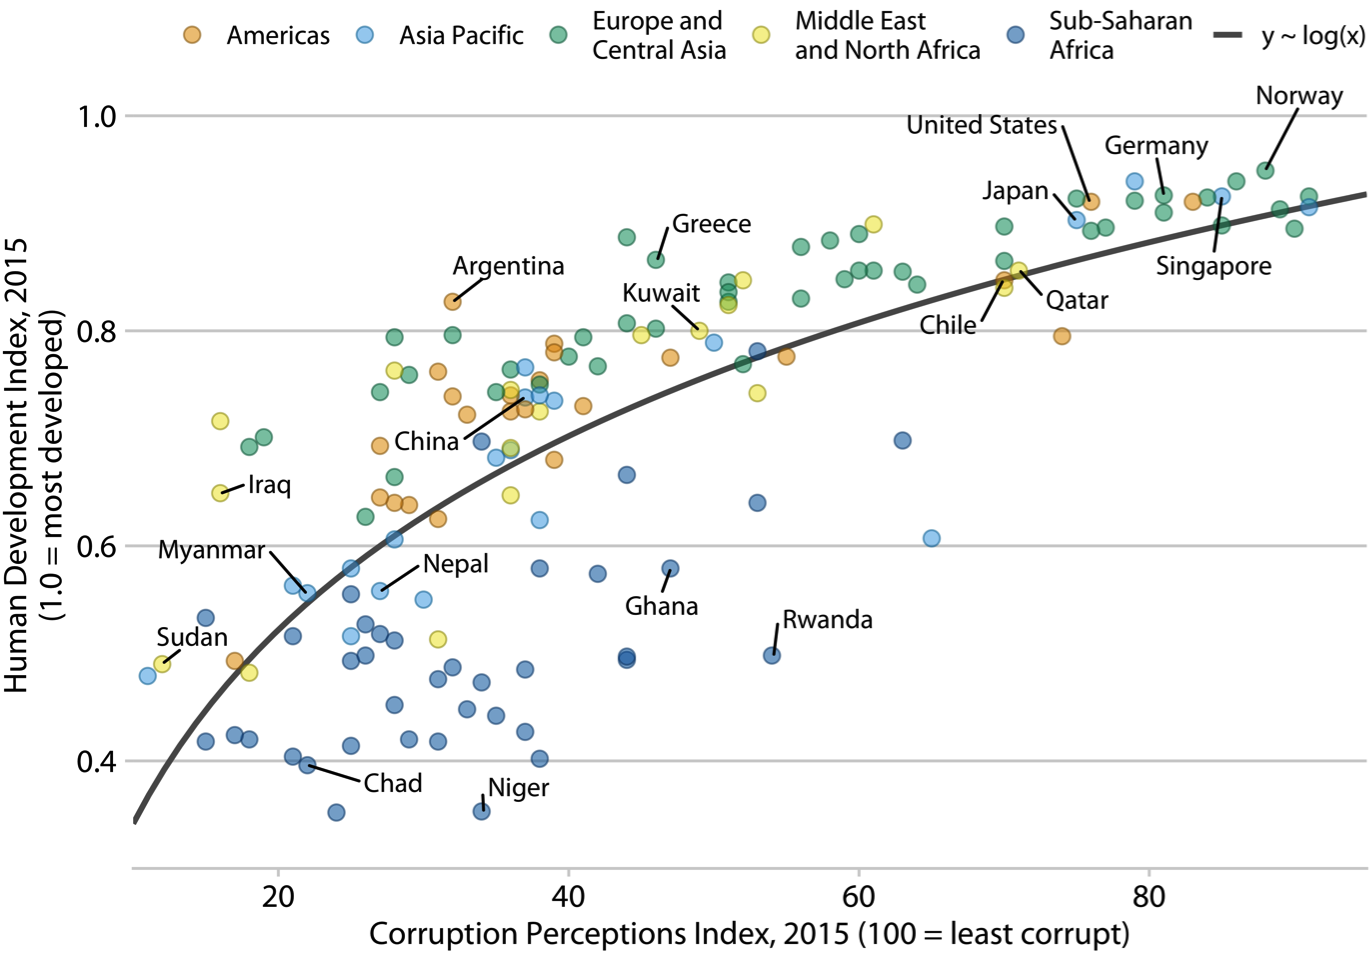 Americas
Asia Pacific
Europe and
Central Asia
Middle East
and North Africa
Sub-Saharan
Africa
y ~ log(x)
Norway
1.0
United States
Germany
Japan
Greece
Argentina
Singapore
Kuwait
Qatar
Chile
0.8
China
Iraq
Myanmar
0.6
Nepal
Ghana
Rwanda
Sudan
0.4
Chad
Niger
20
40
60
80
Corruption Perceptions Index, 2015 (100 = least corrupt)
Human Development Index, 2015
(1.0 = most developed)